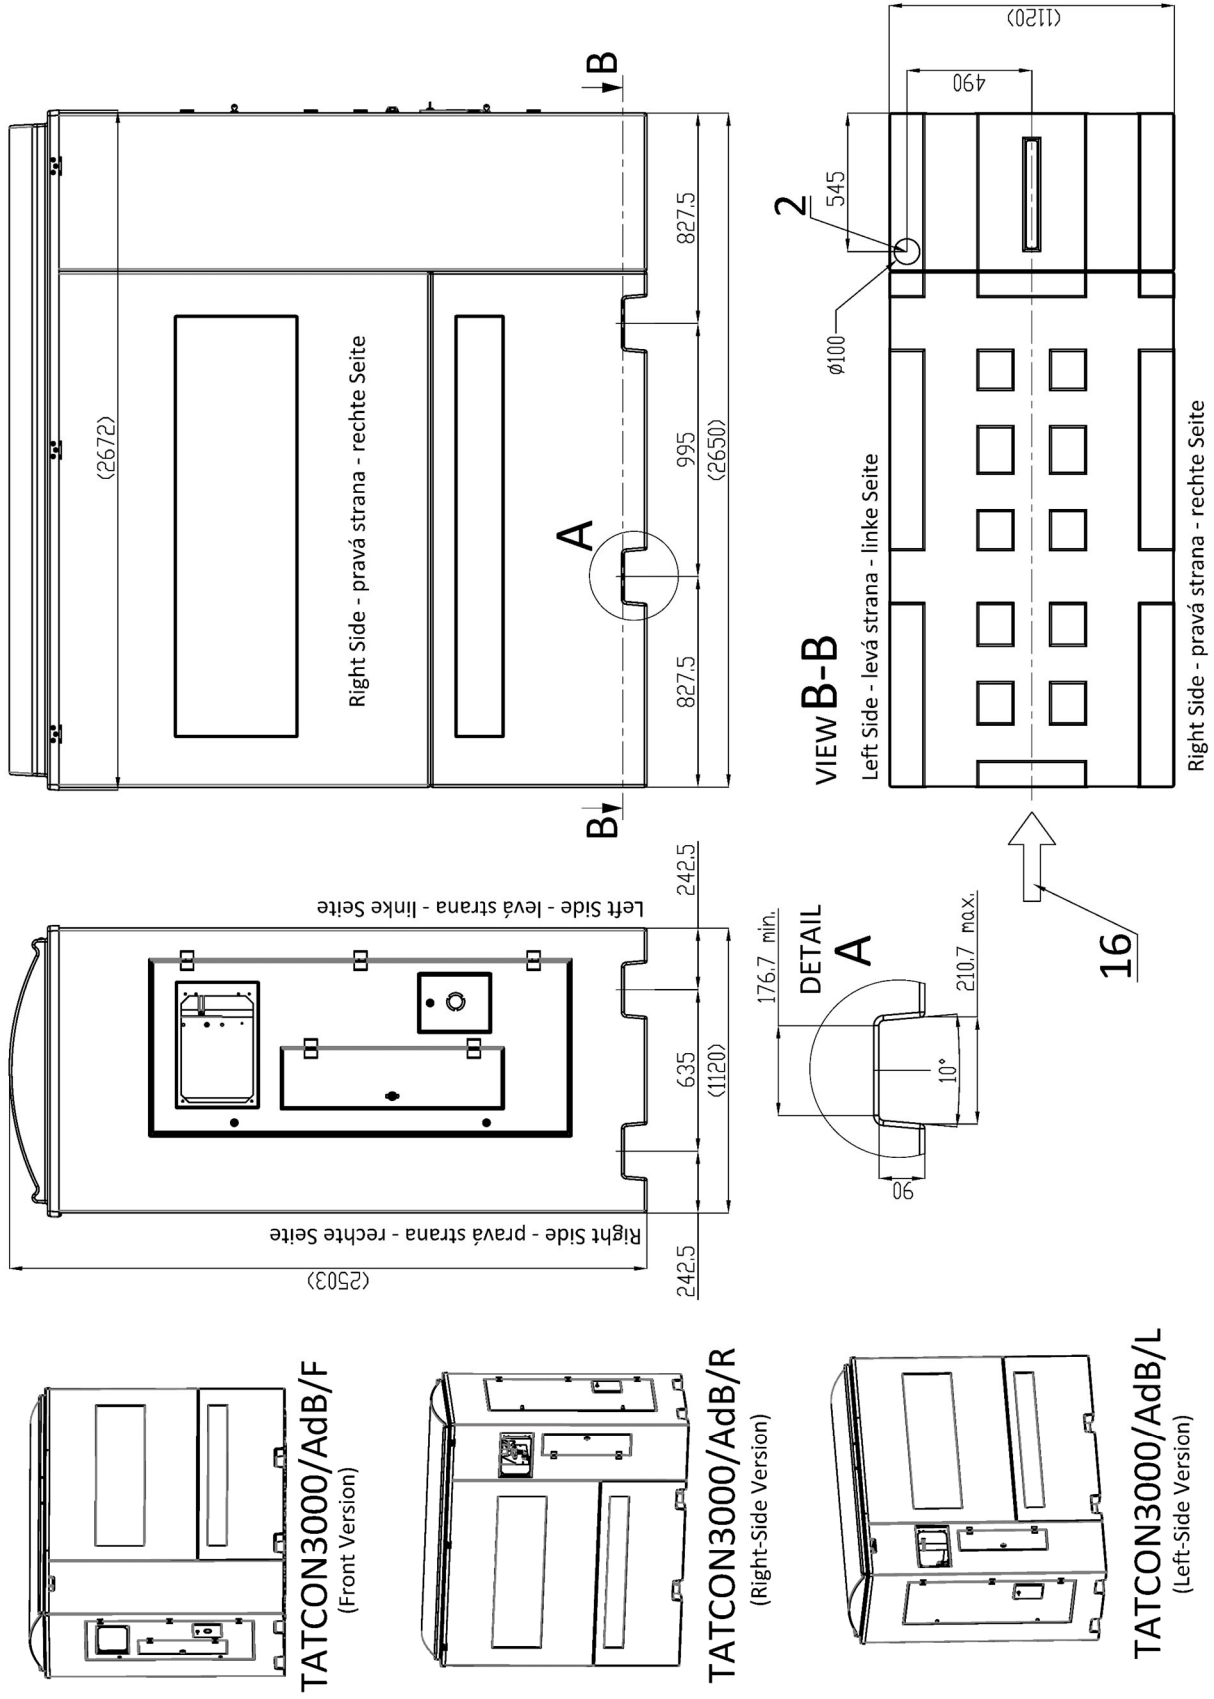 TATCON3000/AdB/F
(Front Version)
TATCON3000/AdB/R
(Right-Side Version)
TATCON3000/AdB/L
(Left-Side Version)
(2503)
Right Side - pravá strana - rechte Seite
Left Side - levá strana - linke Seite
242.5
635
242.5
(1120)
(2672)
Right Side - pravá strana - rechte Seite
A
B
B
827.5
995
827.5
(2650)
DETAIL
A
176.7 min.
210.7 max.
90
10°
16
VIEW B-B
Left Side - levá strana - linke Seite
Right Side - pravá strana - rechte Seite
ø100
2
545
490
(1120)